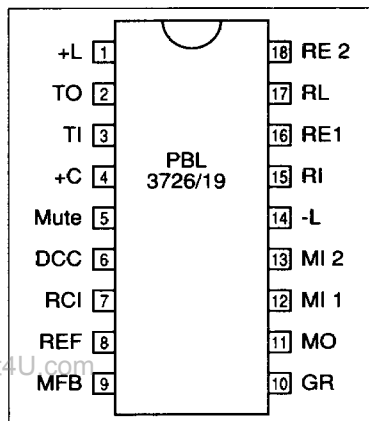 +L 1 18 RE 2
TO 2 17 RL
TI 3 16 RE1
PBL
3726/19
+C 4 15 RI
Mute 5 14 -L
DCC 6 13 MI 2
RCI 7 12 MI 1
REF 8 11 MO
t4U.com
MFB 9 10 GR